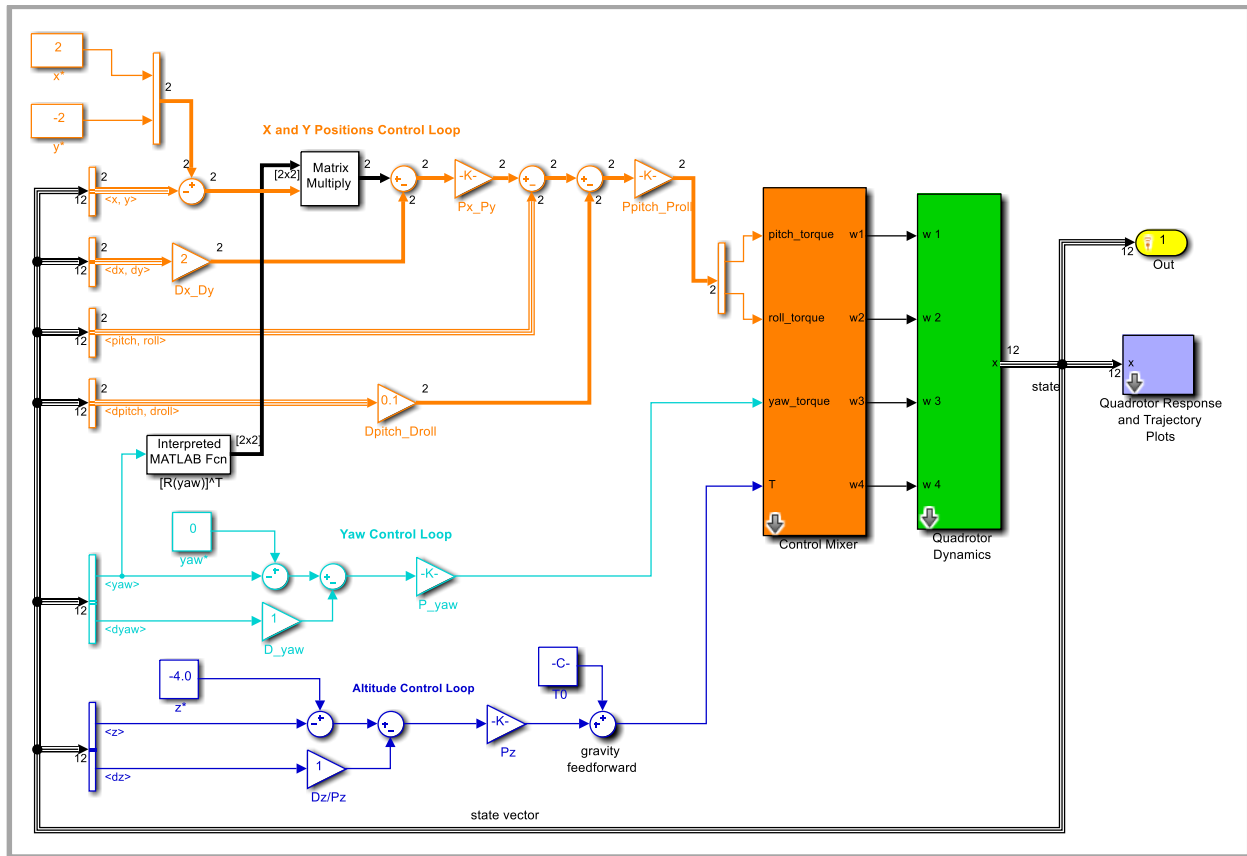 2
x*
2
2
-2
y*
X and Y Positions Control Loop
2
2
12
<x, y>
2
[2x2]
Matrix
Multiply
2
2
2
-K-
Px_Py
2
2
2
2
2
-K-
Ppitch_Proll
2
2
12
<dx, dy>
2
Dx_Dy
2
2
12
<pitch, roll>
2
12
<dpitch, droll>
0.1
Dpitch_Droll
2
2
pitch_torque
roll_torque
yaw_torque
T
w1
w2
w3
w4
Control Mixer
w 1
w 2
w 3
w 4
x
Quadrotor
Dynamics
12
state
1
12
Out
x
12
Quadrotor Response
and Trajectory
Plots
Interpreted
MATLAB Fcn
[2x2]
[R(yaw)]^T
0
yaw*
Yaw Control Loop
<yaw>
12
<dyaw>
1
D_yaw
-K-
P_yaw
-4.0
z*
Altitude Control Loop
-C-
T0
<z>
12
<dz>
1
Dz/Pz
-K-
Pz
gravity
feedforward
state vector